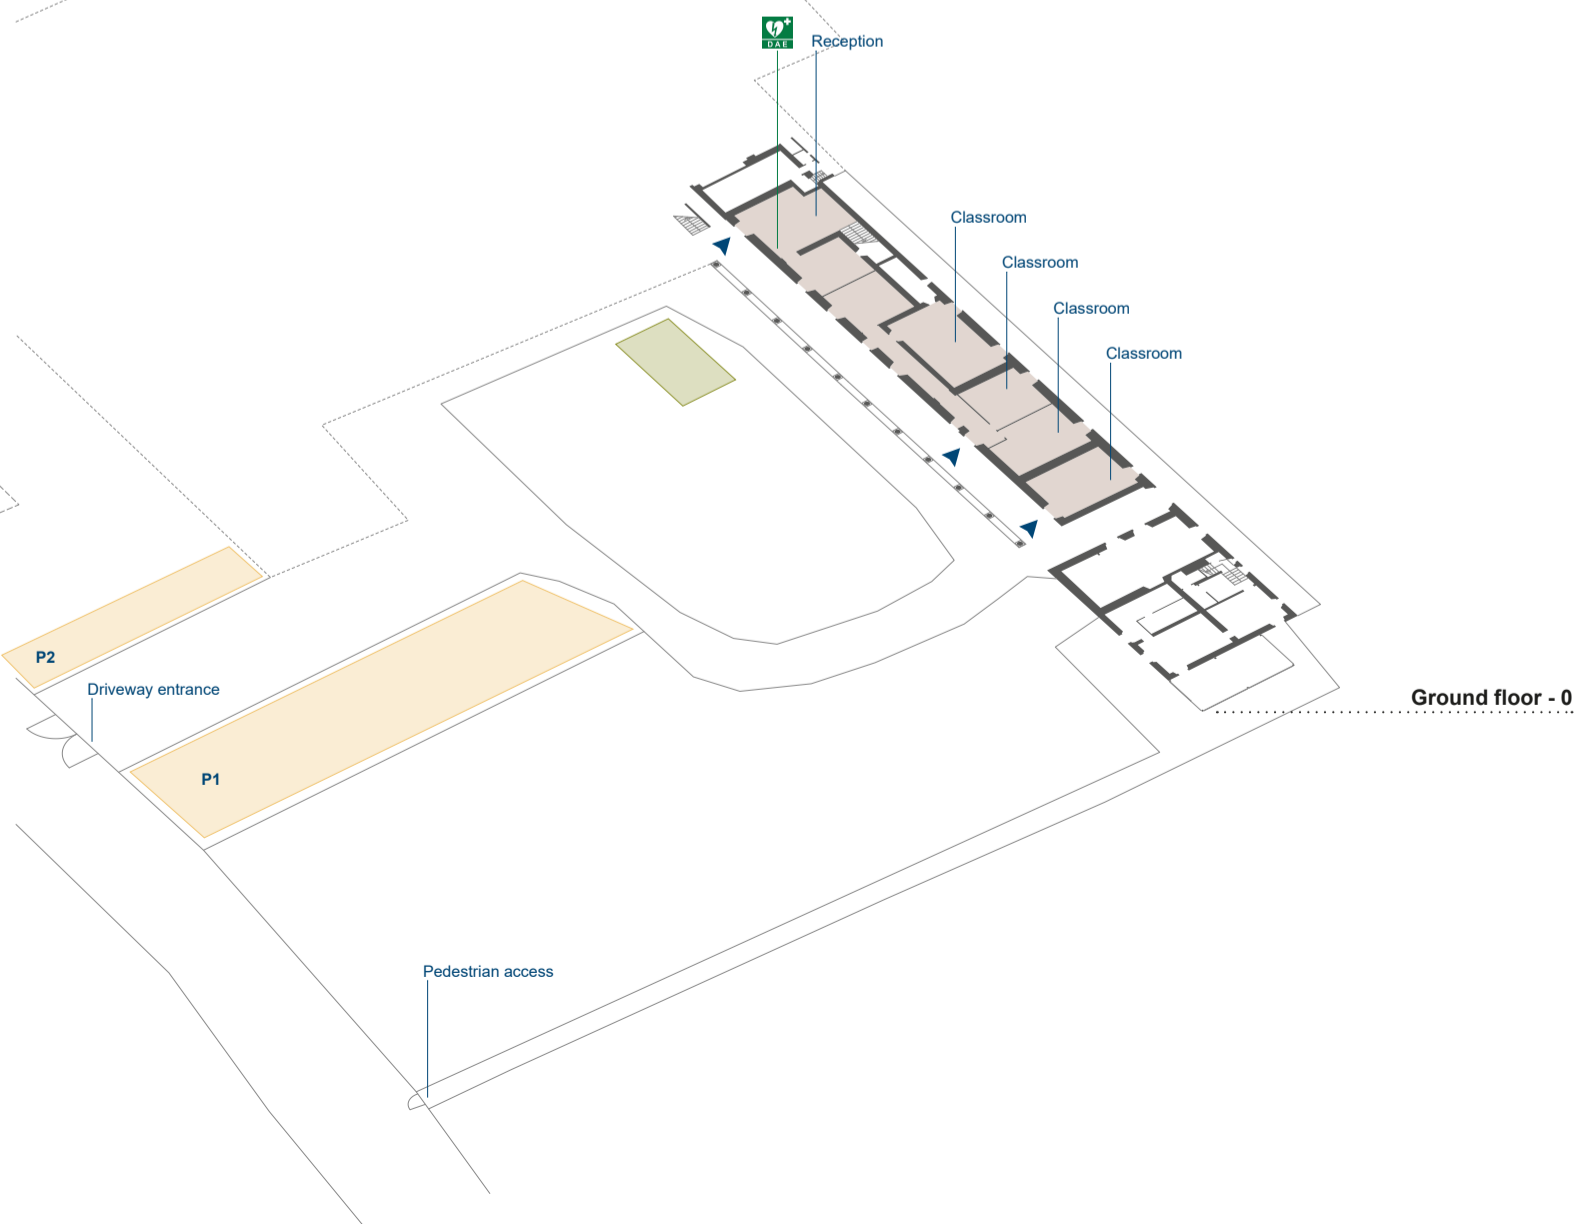 DAE
Reception
Classroom
Classroom
Classroom
Classroom
P2
Driveway entrance
Ground floor - 0
P1
Pedestrian access